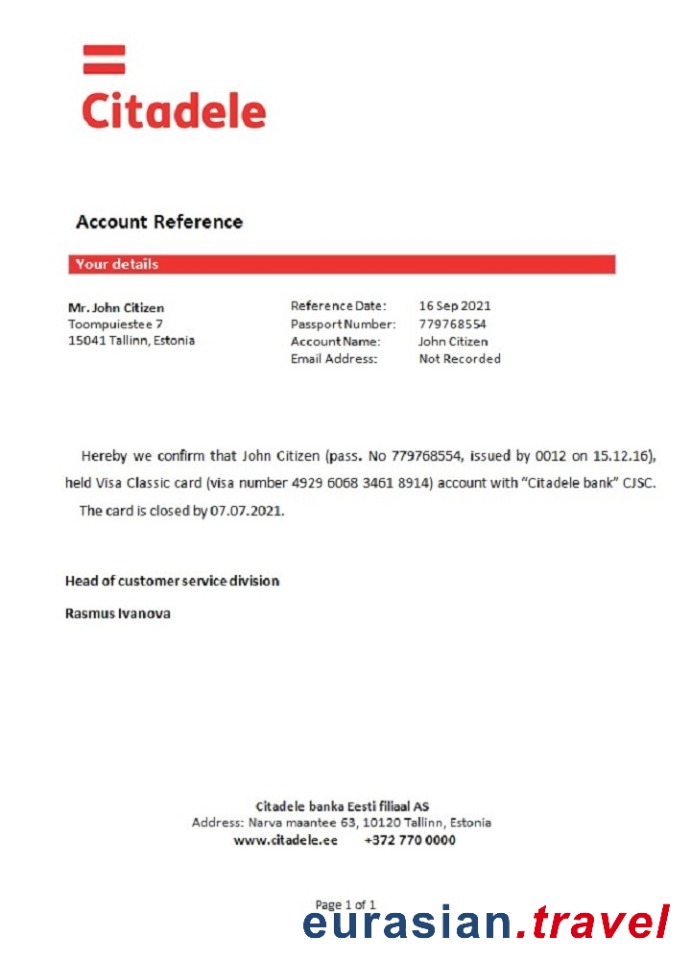 Citadele
Account Reference
Your details
Mr. John Citizen
Toompuiestee 7
15041 Tallinn, Estonia
Reference Date: 16 Sep 2021
Passport Number: 779768554
Account Name: John Citizen
Email Address: Not Recorded
Hereby we confirm that John Citizen (pass. No 779768554, issued by 0012 on 15.12.16),
held Visa Classic card (visa number 4929 6068 3461 8914) account with “Citadele bank” CJSC.
The card is closed by 07.07.2021.
Head of customer service division
Rasmus Ivanova
Citadele banka Eesti filiaal AS
Address: Narva maantee 63, 10120 Tallinn, Estonia
www.citadele.ee +372 770 0000
Page 1 of 1
eurasian.travel